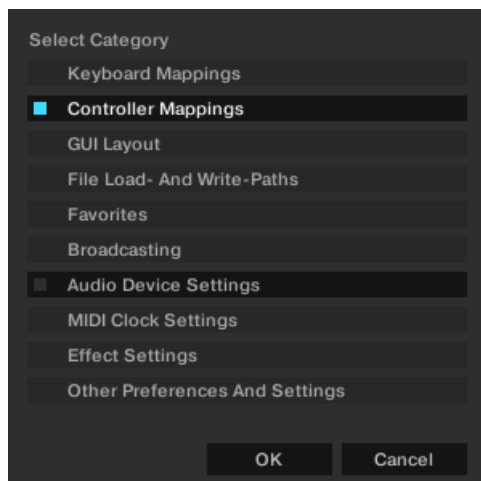 Select Category
Keyboard Mappings
Controller Mappings
GUI Layout
File Load- And Write-Paths
Favorites
Broadcasting
Audio Device Settings
MIDI Clock Settings
Effect Settings
Other Preferences And Settings
OK Cancel